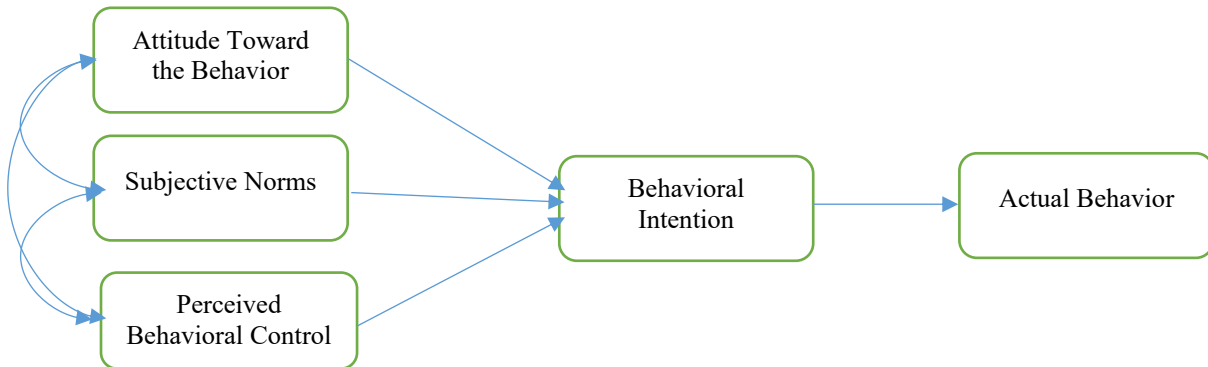 Attitude Toward
the Behavior
Subjective Norms
Perceived
Behavioral Control
Behavioral
Intention
Actual Behavior